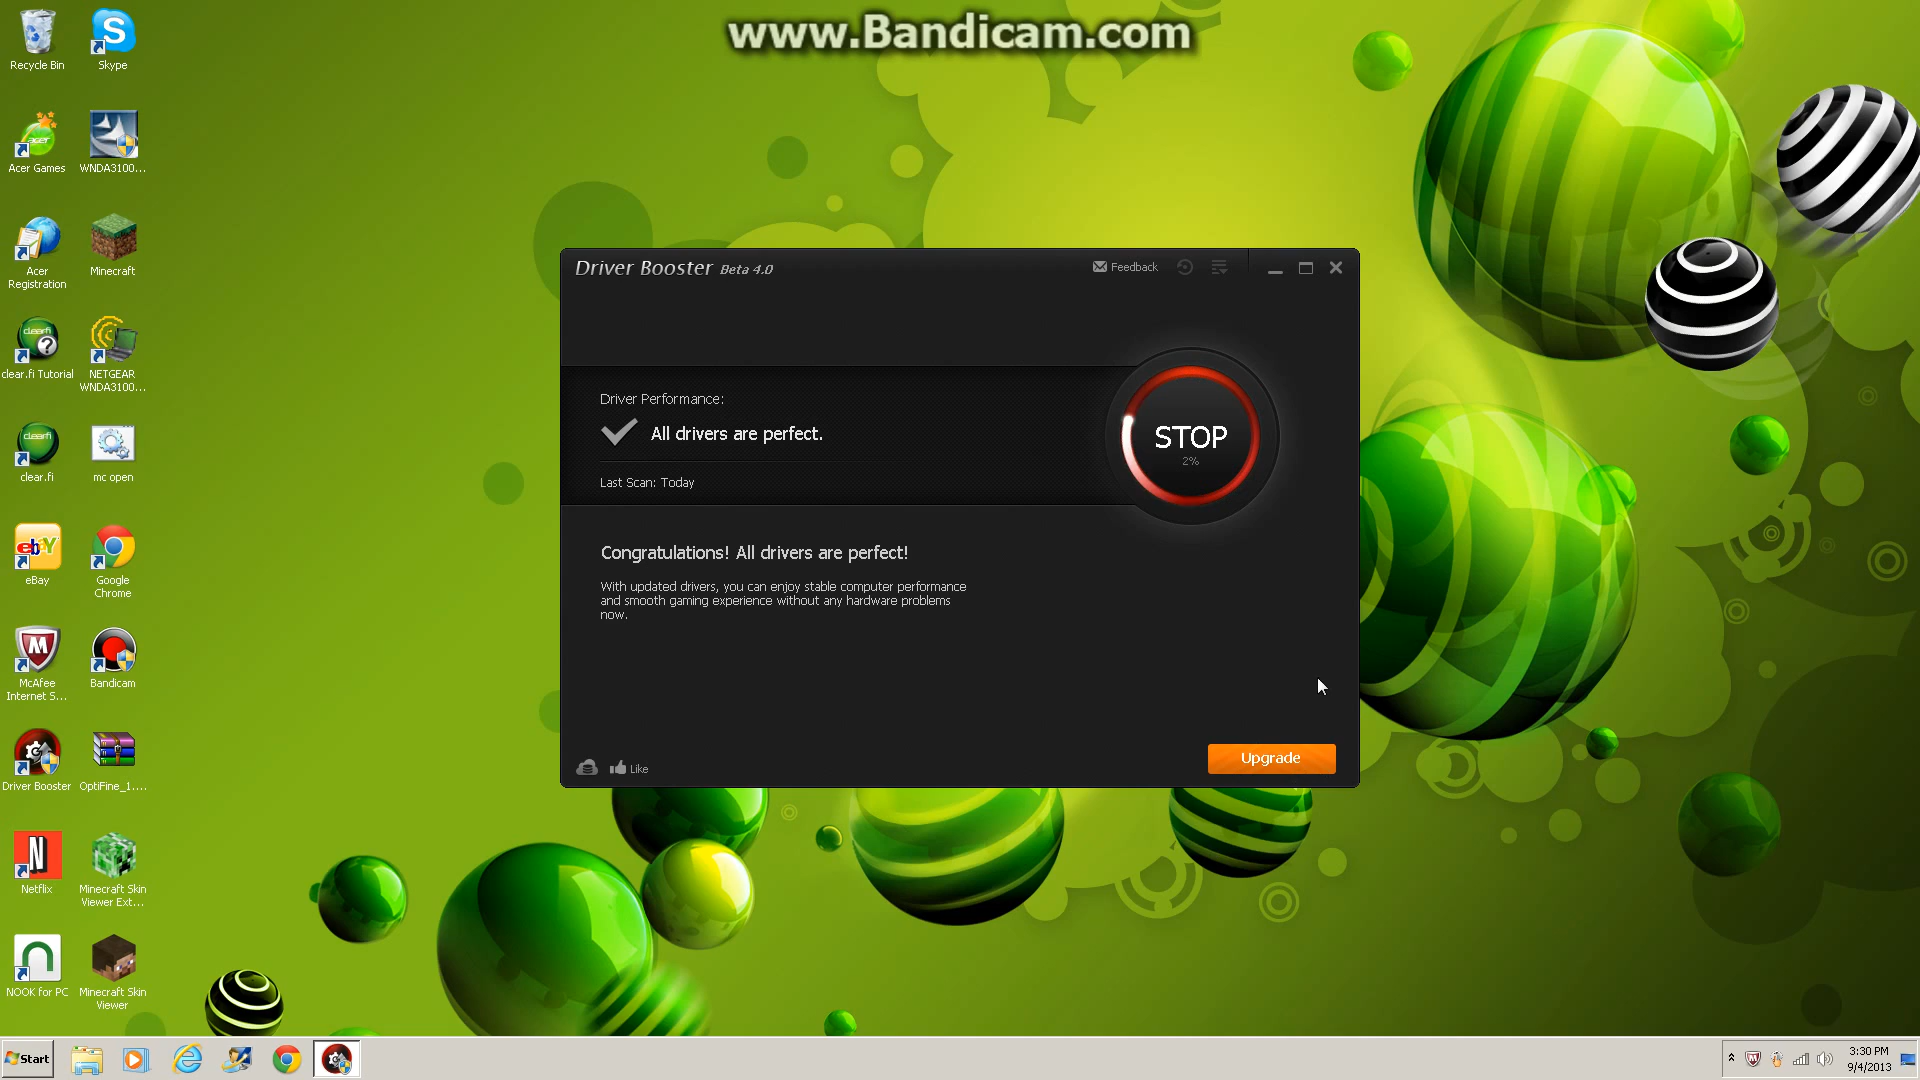 www.Bandicam.com
Recycle Bin
Skype
Acer Games
WNDA3100...
Acer
Registration
Minecraft
clear.fi Tutorial
NETGEAR
WNDA3100...
clear.fi
mc open
eBay
Google
Chrome
McAfee
Internet S...
Bandicam
Driver Booster
OptiFine_1....
Netflix
Minecraft Skin
Viewer Ext...
NOOK for PC
Minecraft Skin
Viewer
Driver Booster Beta 4.0
Feedback
Driver Performance:
All drivers are perfect.
Last Scan: Today
STOP
2%
Congratulations! All drivers are perfect!
With updated drivers, you can enjoy stable computer performance
and smooth gaming experience without any hardware problems
now.
Like
Upgrade
Start
3:30 PM
9/4/2013